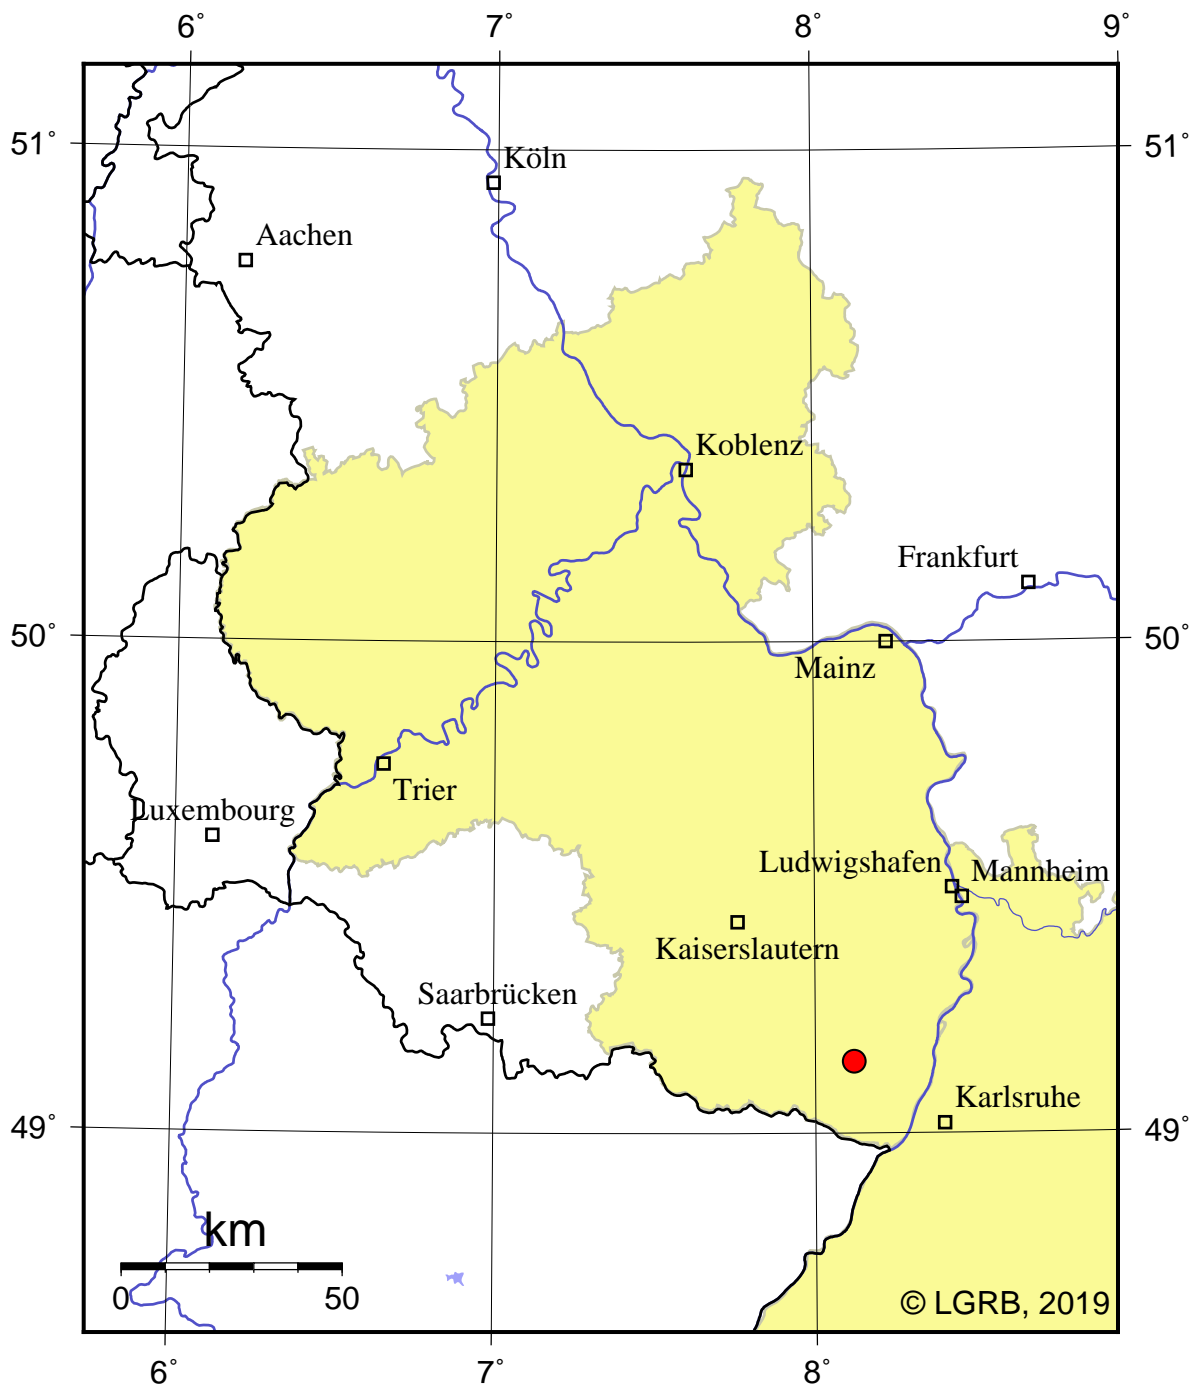 6° 7° 8° 9°
51° 51°
Köln
Aachen
Koblenz
Frankfurt
50° 50°
Mainz
Trier
Luxembourg
Ludwigshafen
Mannheim
Kaiserslautern
Saarbrücken
Karlsruhe
49° 49°
km
0 50
© LGRB, 2019
6° 7° 8°